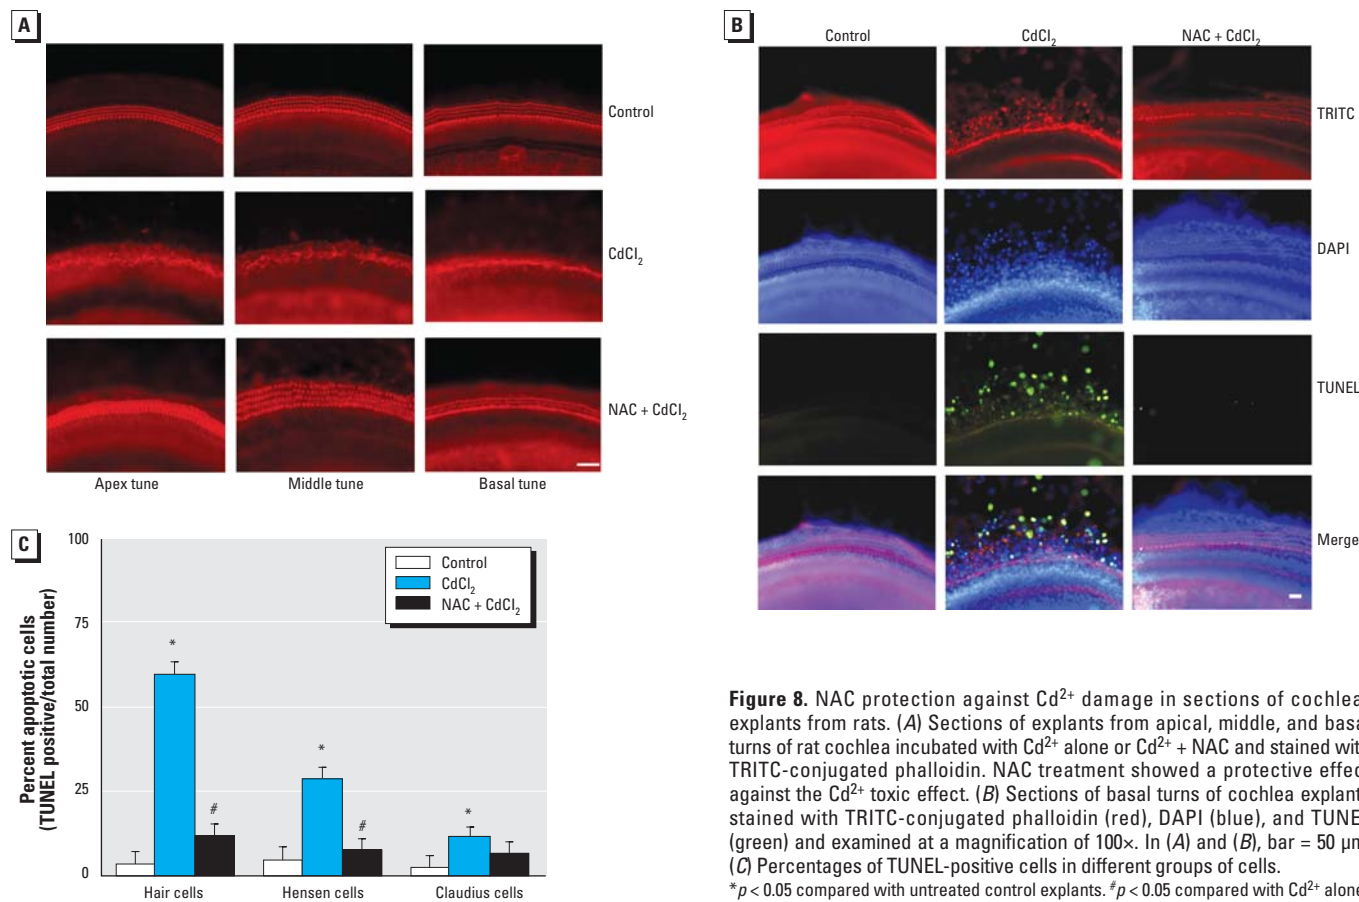 A
Control
CdCl₂
NAC + CdCl₂
Apex tune
Middle tune
Basal tune
B
Control
CdCl₂
NAC + CdCl₂
TRITC
DAPI
TUNEL
Merge
C
Percent apoptotic cells
(TUNEL positive/total number)
100
75
50
25
0
Control
CdCl₂
NAC + CdCl₂
*
#
*
#
*
Hair cells
Hensen cells
Claudius cells
Figure 8. NAC protection against Cd²⁺ damage in sections of cochlea
explants from rats. (A) Sections of explants from apical, middle, and basa
turns of rat cochlea incubated with Cd²⁺ alone or Cd²⁺ + NAC and stained wit
TRITC-conjugated phalloidin. NAC treatment showed a protective effec
against the Cd²⁺ toxic effect. (B) Sections of basal turns of cochlea explant
stained with TRITC-conjugated phalloidin (red), DAPI (blue), and TUNE
(green) and examined at a magnification of 100×. In (A) and (B), bar = 50 μm
(C) Percentages of TUNEL-positive cells in different groups of cells.
*p < 0.05 compared with untreated control explants. #p < 0.05 compared with Cd²⁺ alone